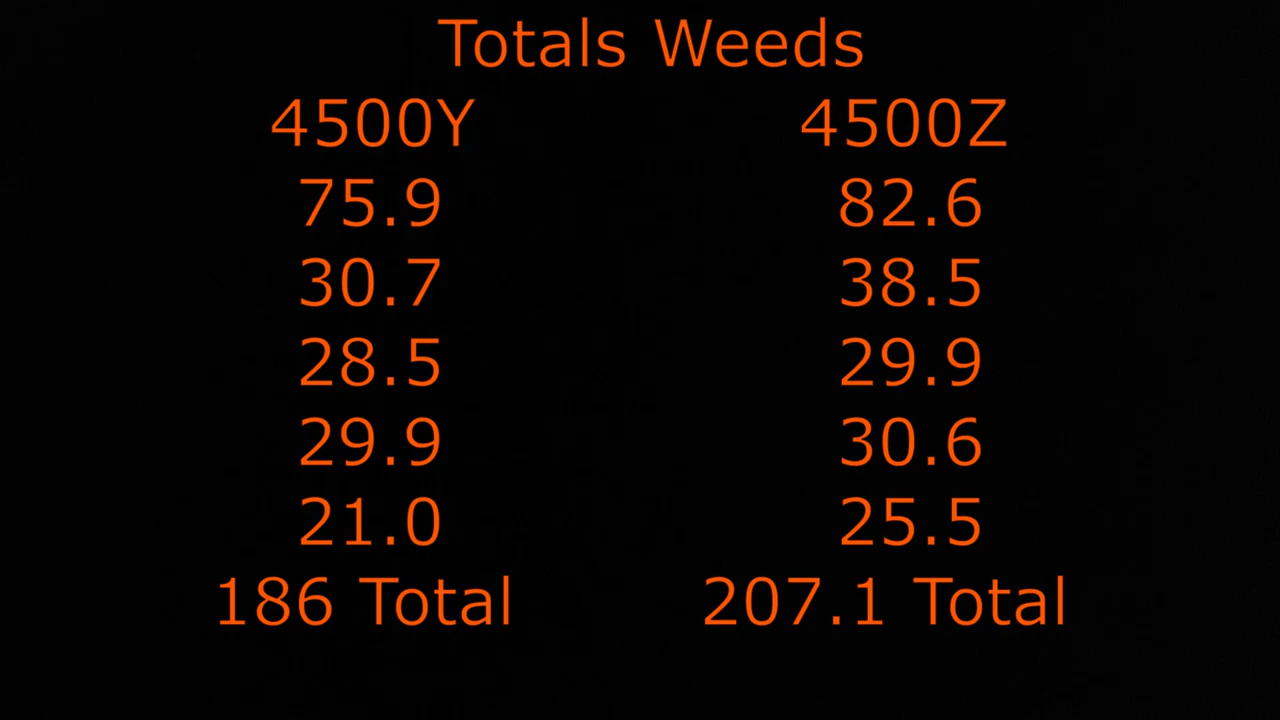 Totals Weeds
4500Y 4500Z
75.9 82.6
30.7 38.5
28.5 29.9
29.9 30.6
21.0 25.5
186 Total 207.1 Total